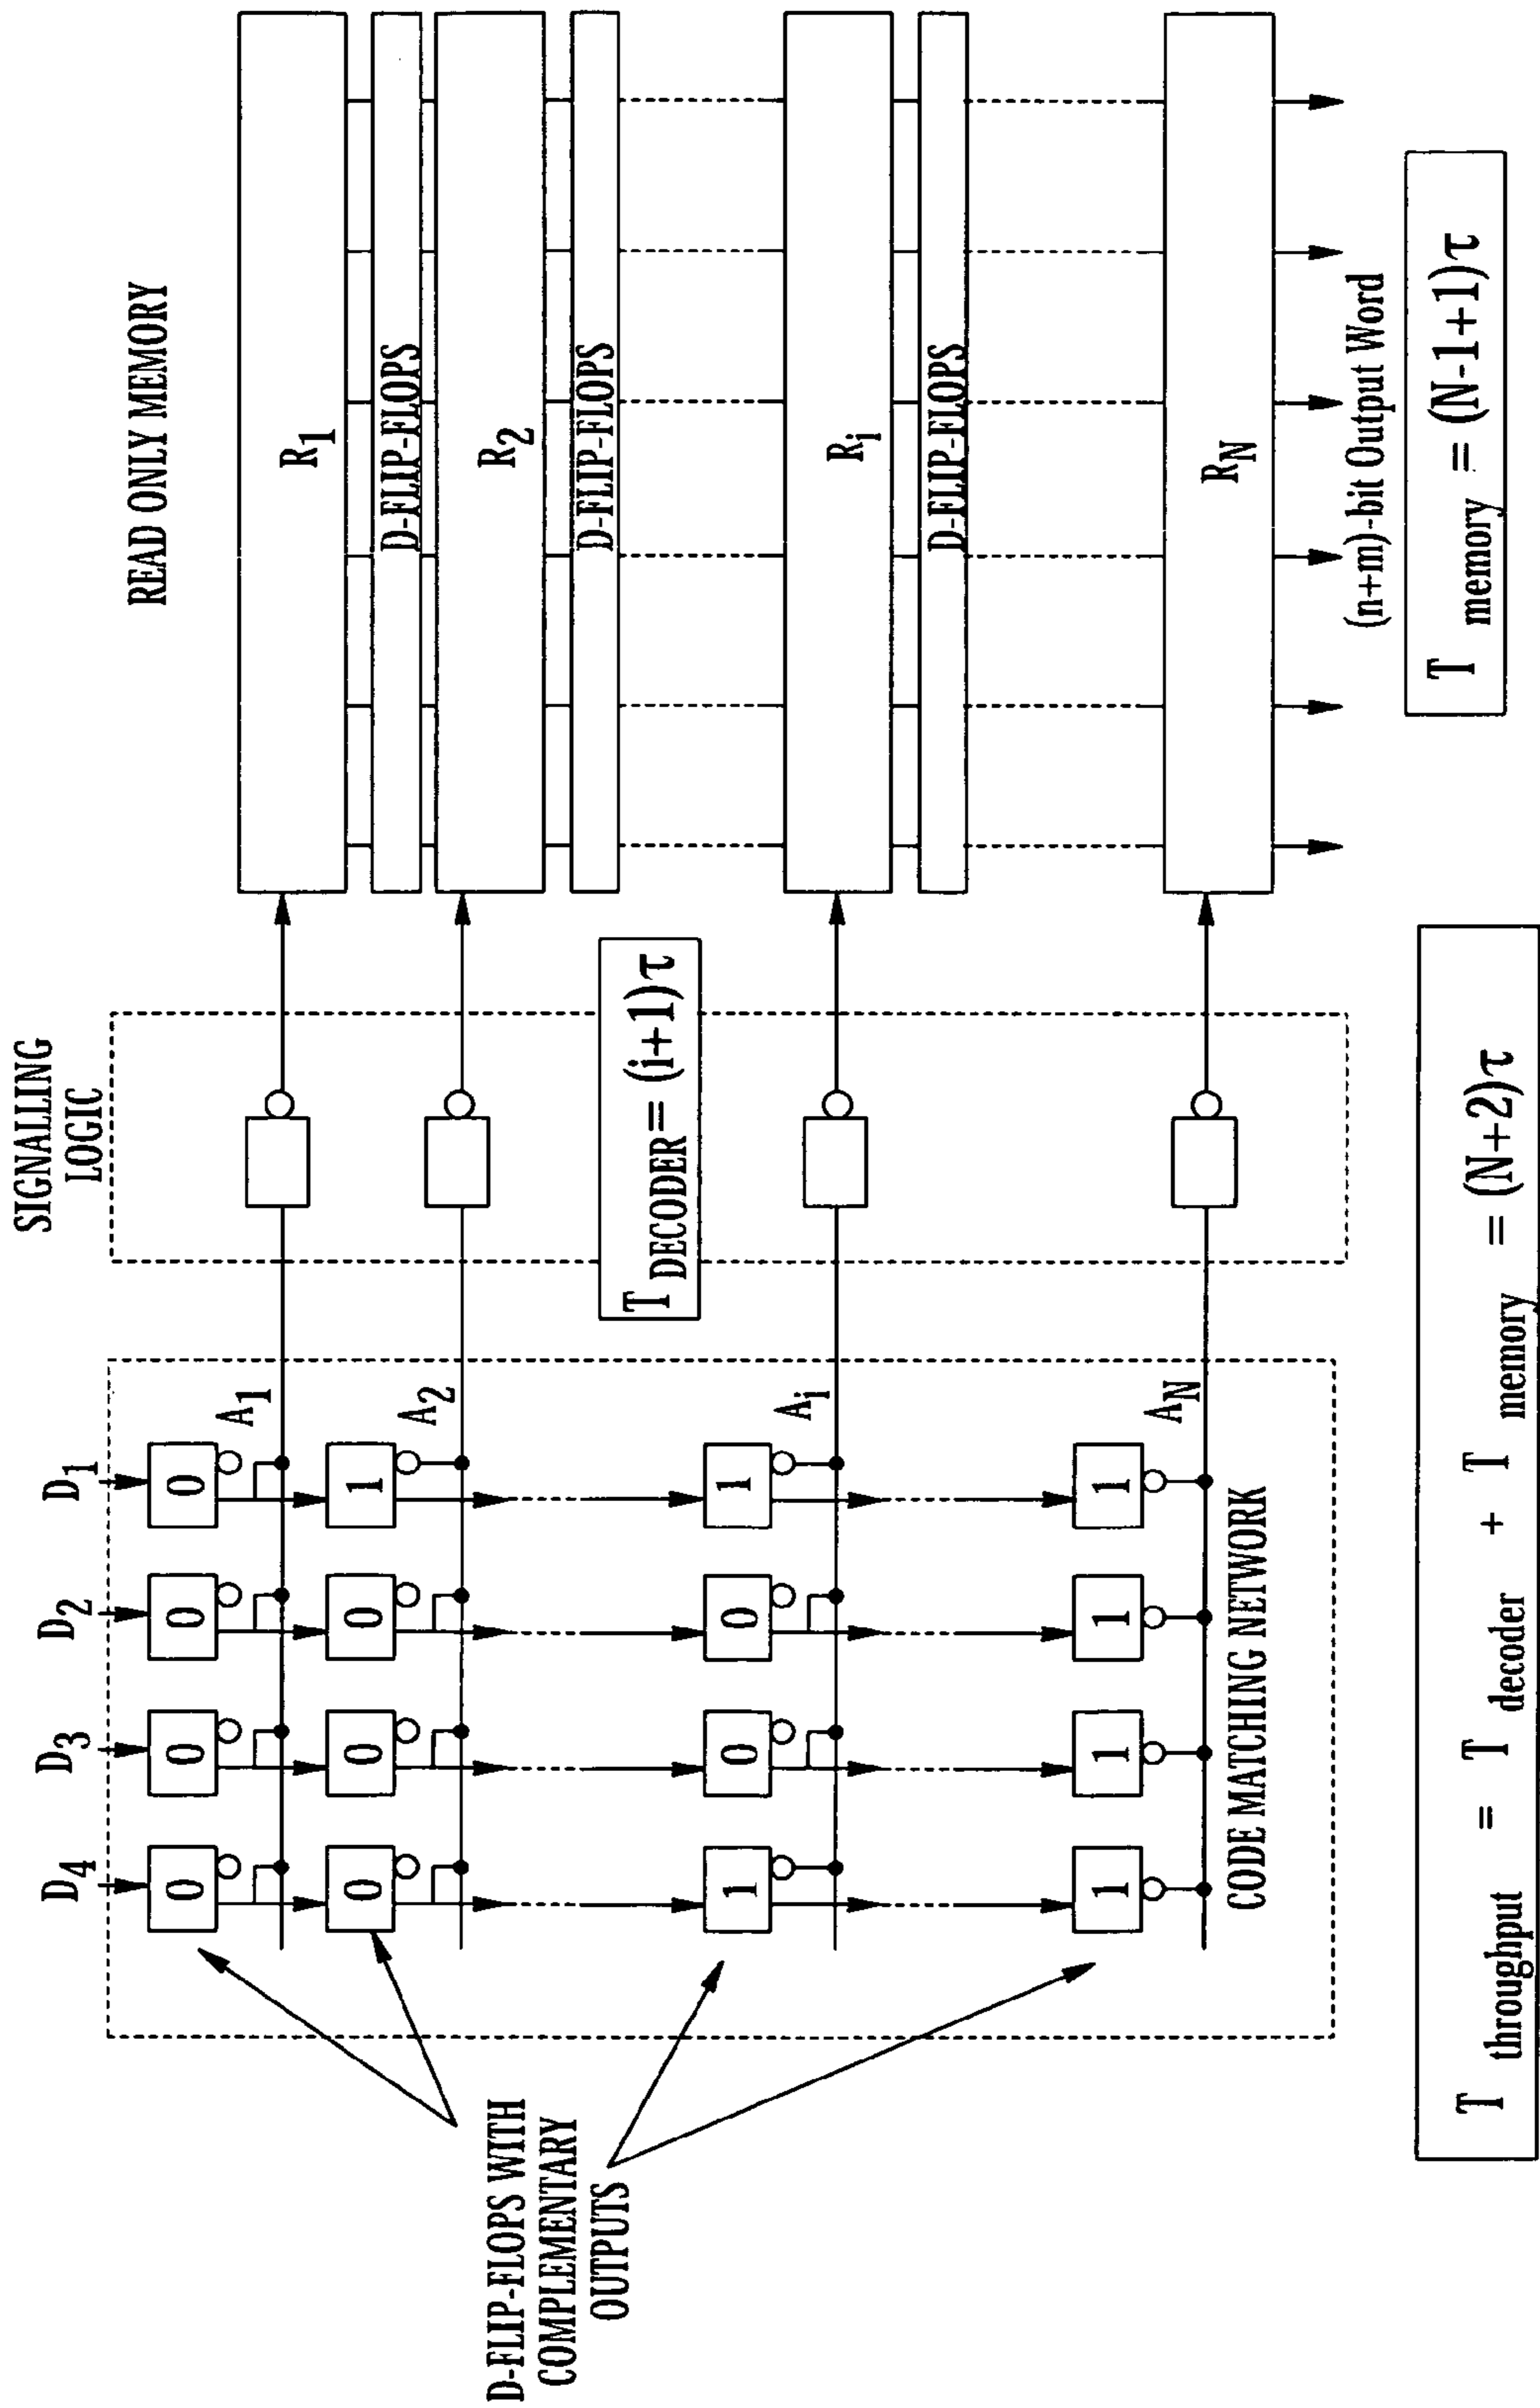 SIGNALLING
LOGIC
READ ONLY MEMORY
D4 D3 D2 D1
0 0 0 0
A1
R1
D-FLIP-FLOPS
0 0 0 1
A2
R2
D-FLIP-FLOPS
D-FLIP-FLOPS WITH
COMPLEMENTARY
OUTPUTS
T DECODER = (i+1)τ
1 0 0 1
Ai
Ri
D-FLIP-FLOPS
1 1 1 1
AN
RN
CODE MATCHING NETWORK
(n+m)-bit Output Word
T throughput = T decoder + T memory = (N+2)τ
T memory = (N-1+1)τ